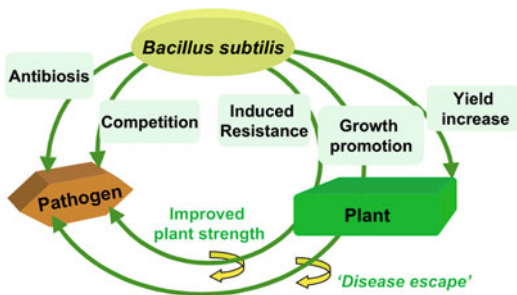 Bacillus subtilis
Antibiosis
Competition
Induced
Resistance
Growth
promotion
Yield
increase
Pathogen
Improved
plant strength
Plant
'Disease escape'